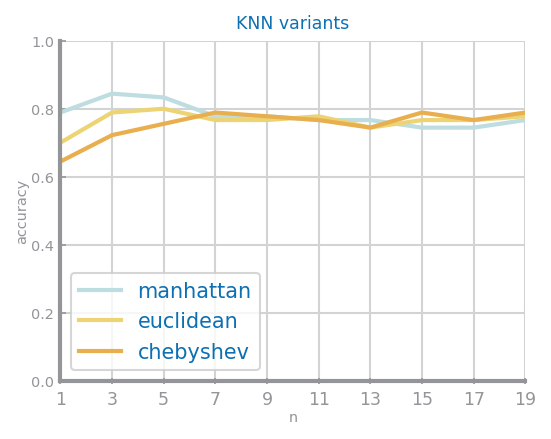 KNN variants
1.0
0.8
0.6
0.4
0.2
0.0
accuracy
manhattan
euclidean
chebyshev
1 3 5 7 9 11 13 15 17 19
n